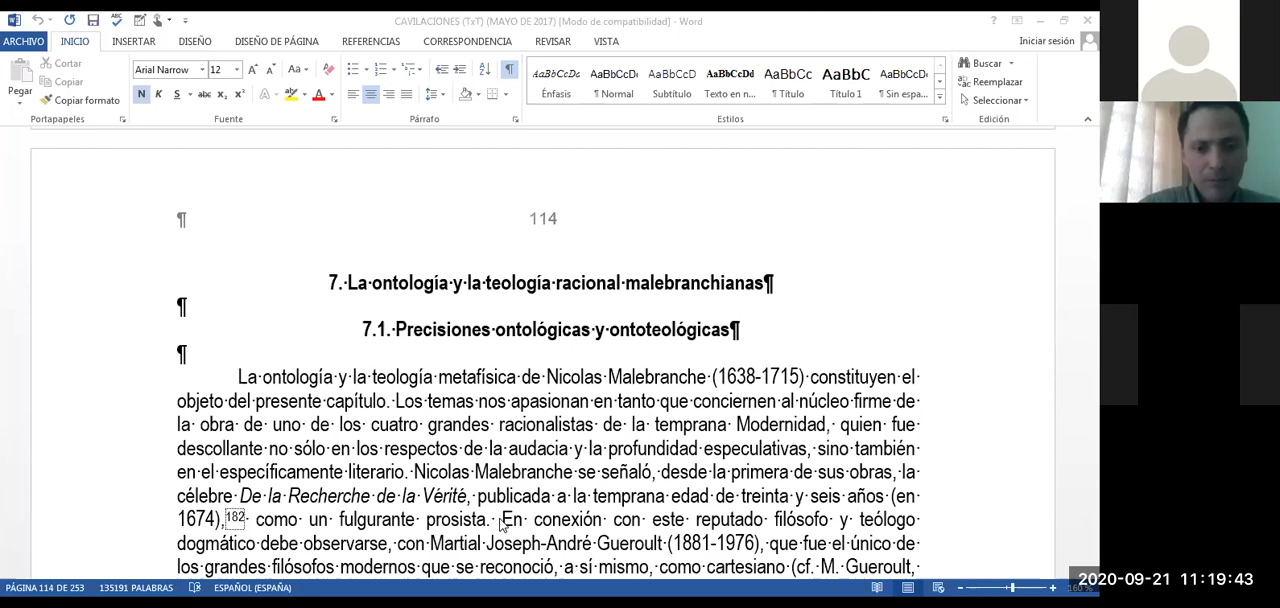 CAVILACIONES (TxT) (MAYO DE 2017) [Modo de compatibilidad] - Word
ARCHIVO INICIO INSERTAR DISEÑO DISEÑO DE PÁGINA REFERENCIAS CORRESPONDENCIA REVISAR VISTA Iniciar sesión
Pegar
Cortar
Copiar
Copiar formato
Portapapeles
Arial Narrow 12
Fuente
Párrafo
AaBbCcDc AaBbCcDc AaBbCcDc AaBbCcDd AaBbCc AaBbC AaBbCcDc
Énfasis ¶ Normal Subtítulo Texto en n... ¶ Título Título 1 ¶ Sin espa...
Estilos
Buscar
Reemplazar
Seleccionar
Edición
114
7. La ontología y la teología racional malebranchianas¶
¶
7.1. Precisiones ontológicas y ontoteológicas¶
¶
La ontología y la teología metafísica de Nicolas Malebranche (1638-1715) constituyen el
objeto del presente capítulo. Los temas nos apasionan en tanto que conciernen al núcleo firme de
la obra de uno de los cuatro grandes racionalistas de la temprana Modernidad, quien fue
descollante no sólo en los respectos de la audacia y la profundidad especulativas, sino también
en el específicamente literario. Nicolas Malebranche se señaló, desde la primera de sus obras, la
célebre De la Recherche de la Vérité, publicada a la temprana edad de treinta y seis años (en
1674),182 como un fulgurante prosista. En conexión con este reputado filósofo y teólogo
dogmático debe observarse, con Martial Joseph-André Gueroult (1881-1976), que fue el único de
los grandes filósofos modernos que se reconoció, a sí mismo, como cartesiano (cf. M. Gueroult,
PÁGINA 114 DE 253 135191 PALABRAS ESPAÑOL (ESPAÑA) 160 %
2020-09-21 11:19:43